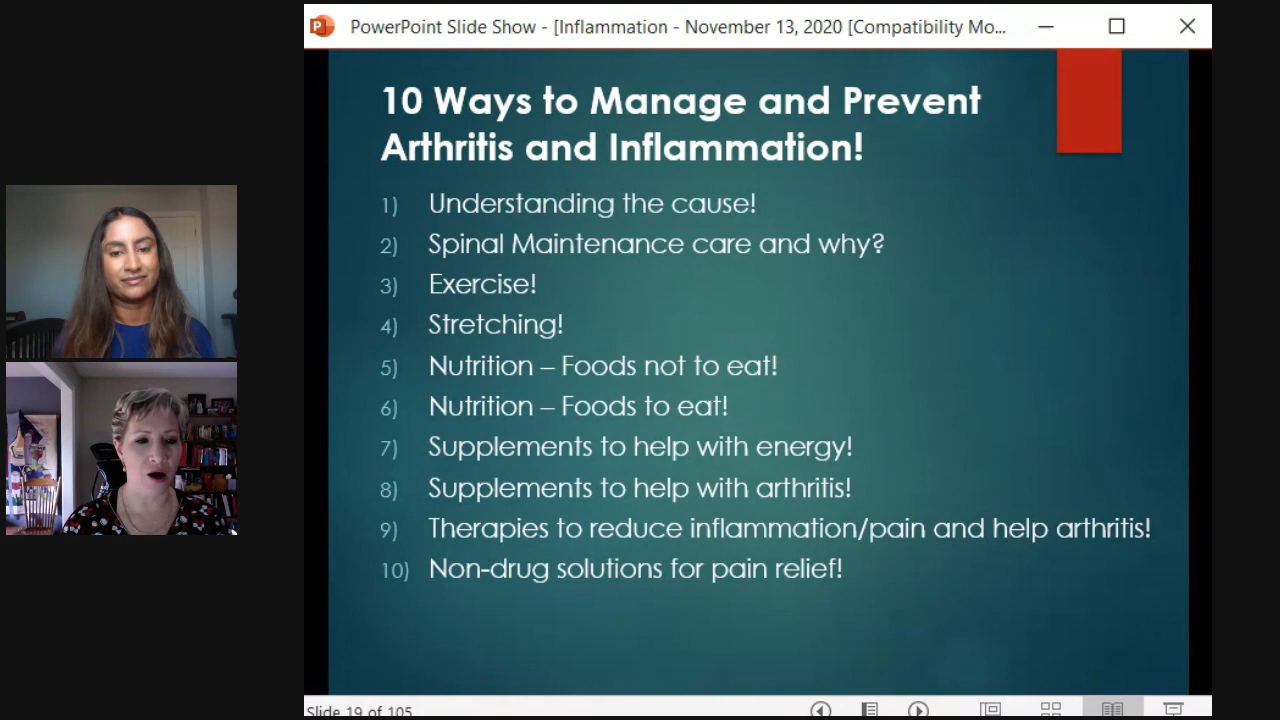 PowerPoint Slide Show - [Inflammation - November 13, 2020 [Compatibility Mo...
10 Ways to Manage and Prevent
Arthritis and Inflammation!
1) Understanding the cause!
2) Spinal Maintenance care and why?
3) Exercise!
4) Stretching!
5) Nutrition – Foods not to eat!
6) Nutrition – Foods to eat!
7) Supplements to help with energy!
8) Supplements to help with arthritis!
9) Therapies to reduce inflammation/pain and help arthritis!
10) Non-drug solutions for pain relief!
Slide 19 of 105